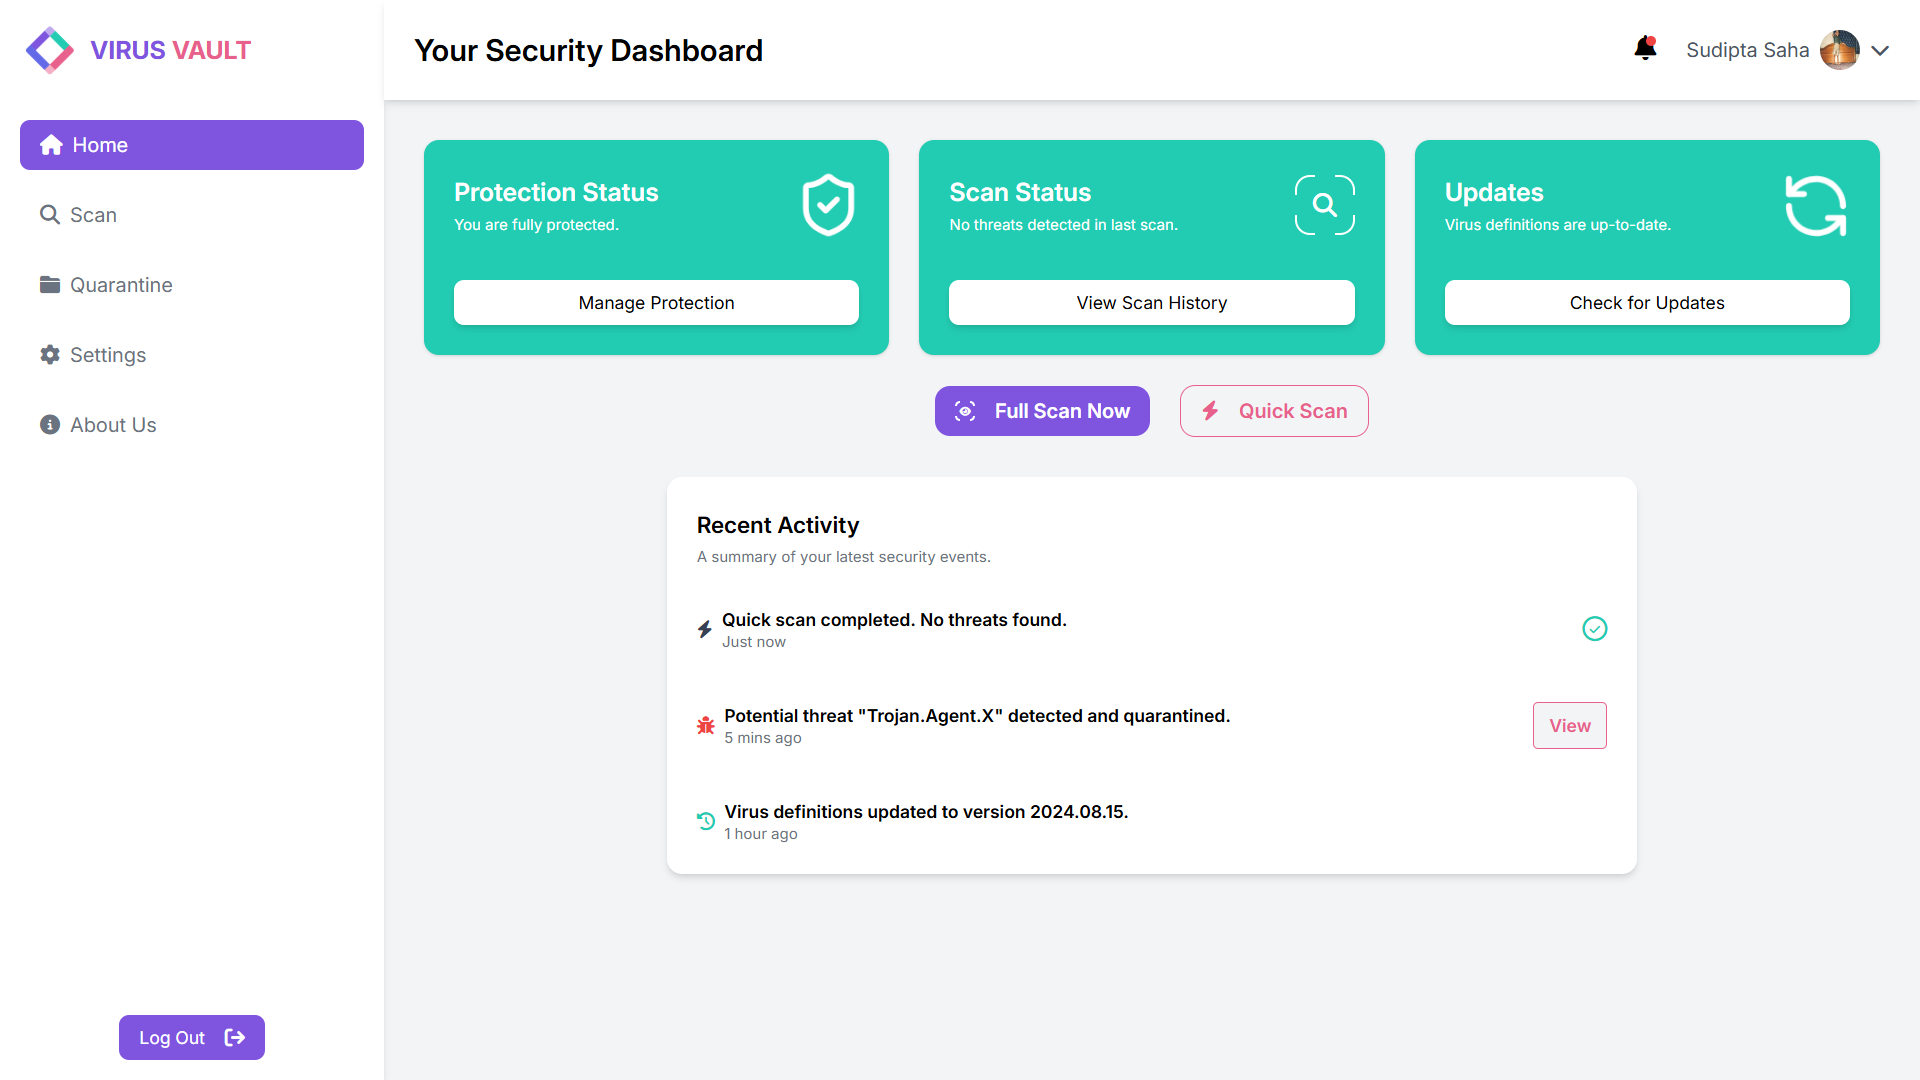 VIRUS VAULT
Your Security Dashboard
Sudipta Saha
Home
Scan
Quarantine
Settings
About Us
Log Out
Protection Status
You are fully protected.
Manage Protection
Scan Status
No threats detected in last scan.
View Scan History
Updates
Virus definitions are up-to-date.
Check for Updates
Full Scan Now
Quick Scan
Recent Activity
A summary of your latest security events.
Quick scan completed. No threats found.
Just now
Potential threat "Trojan.Agent.X" detected and quarantined.
5 mins ago
View
Virus definitions updated to version 2024.08.15.
1 hour ago